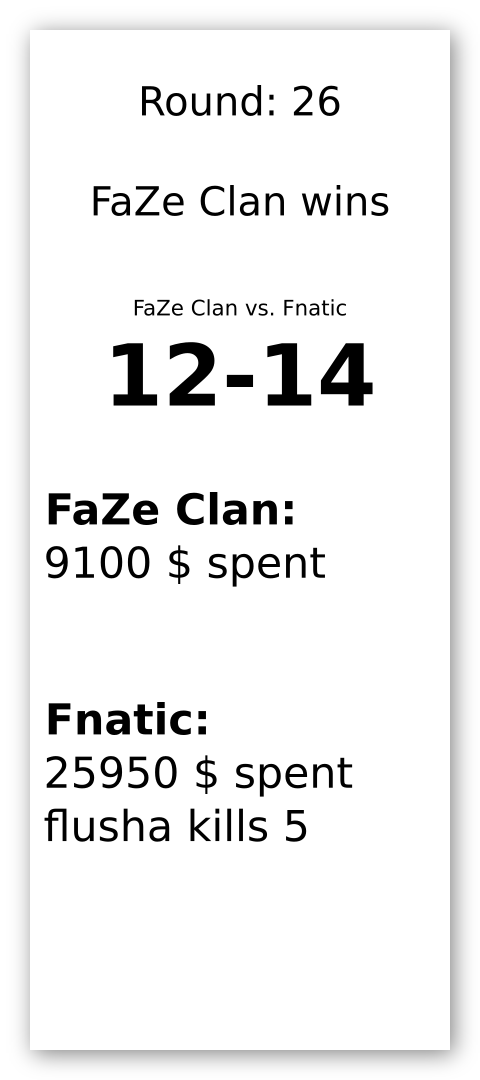 Round: 26
FaZe Clan wins
FaZe Clan vs. Fnatic
12-14
FaZe Clan:
9100 $ spent
Fnatic:
25950 $ spent
flusha kills 5